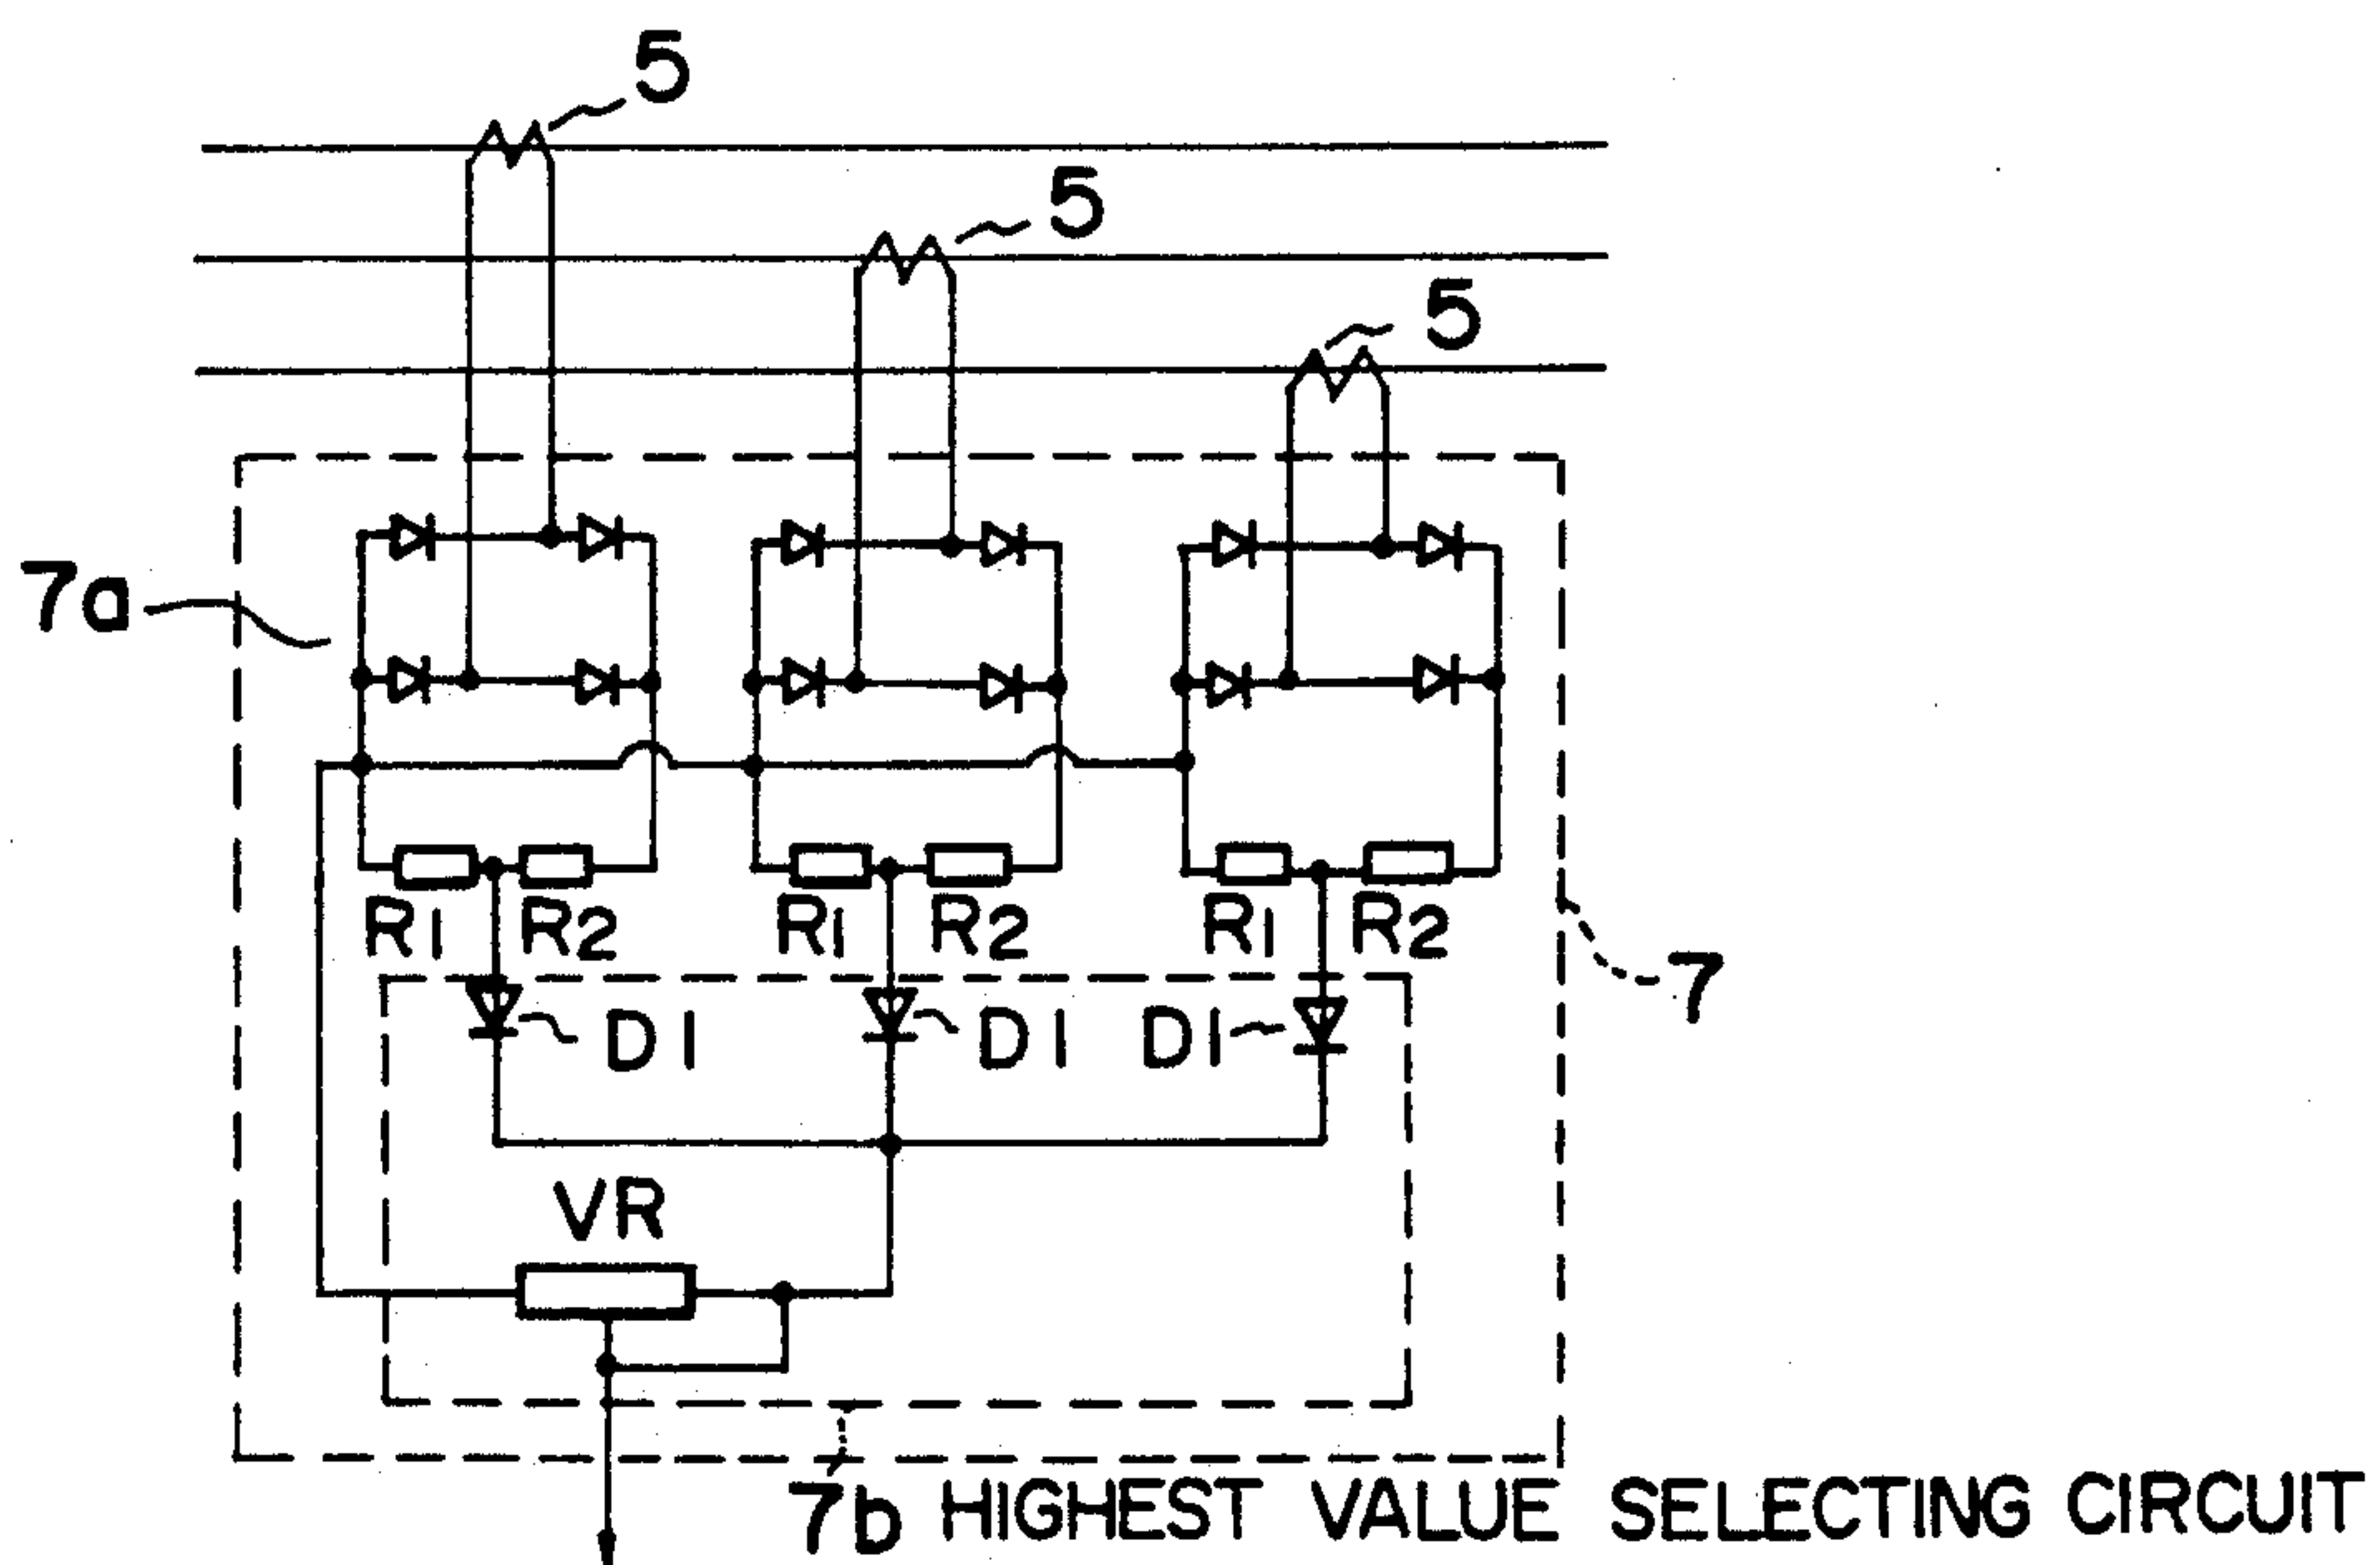 5
5
5
7a
R1 R2 R1 R2 R1 R2
7
D1 D1 D1
VR
7b HIGHEST VALUE SELECTING CIRCUIT